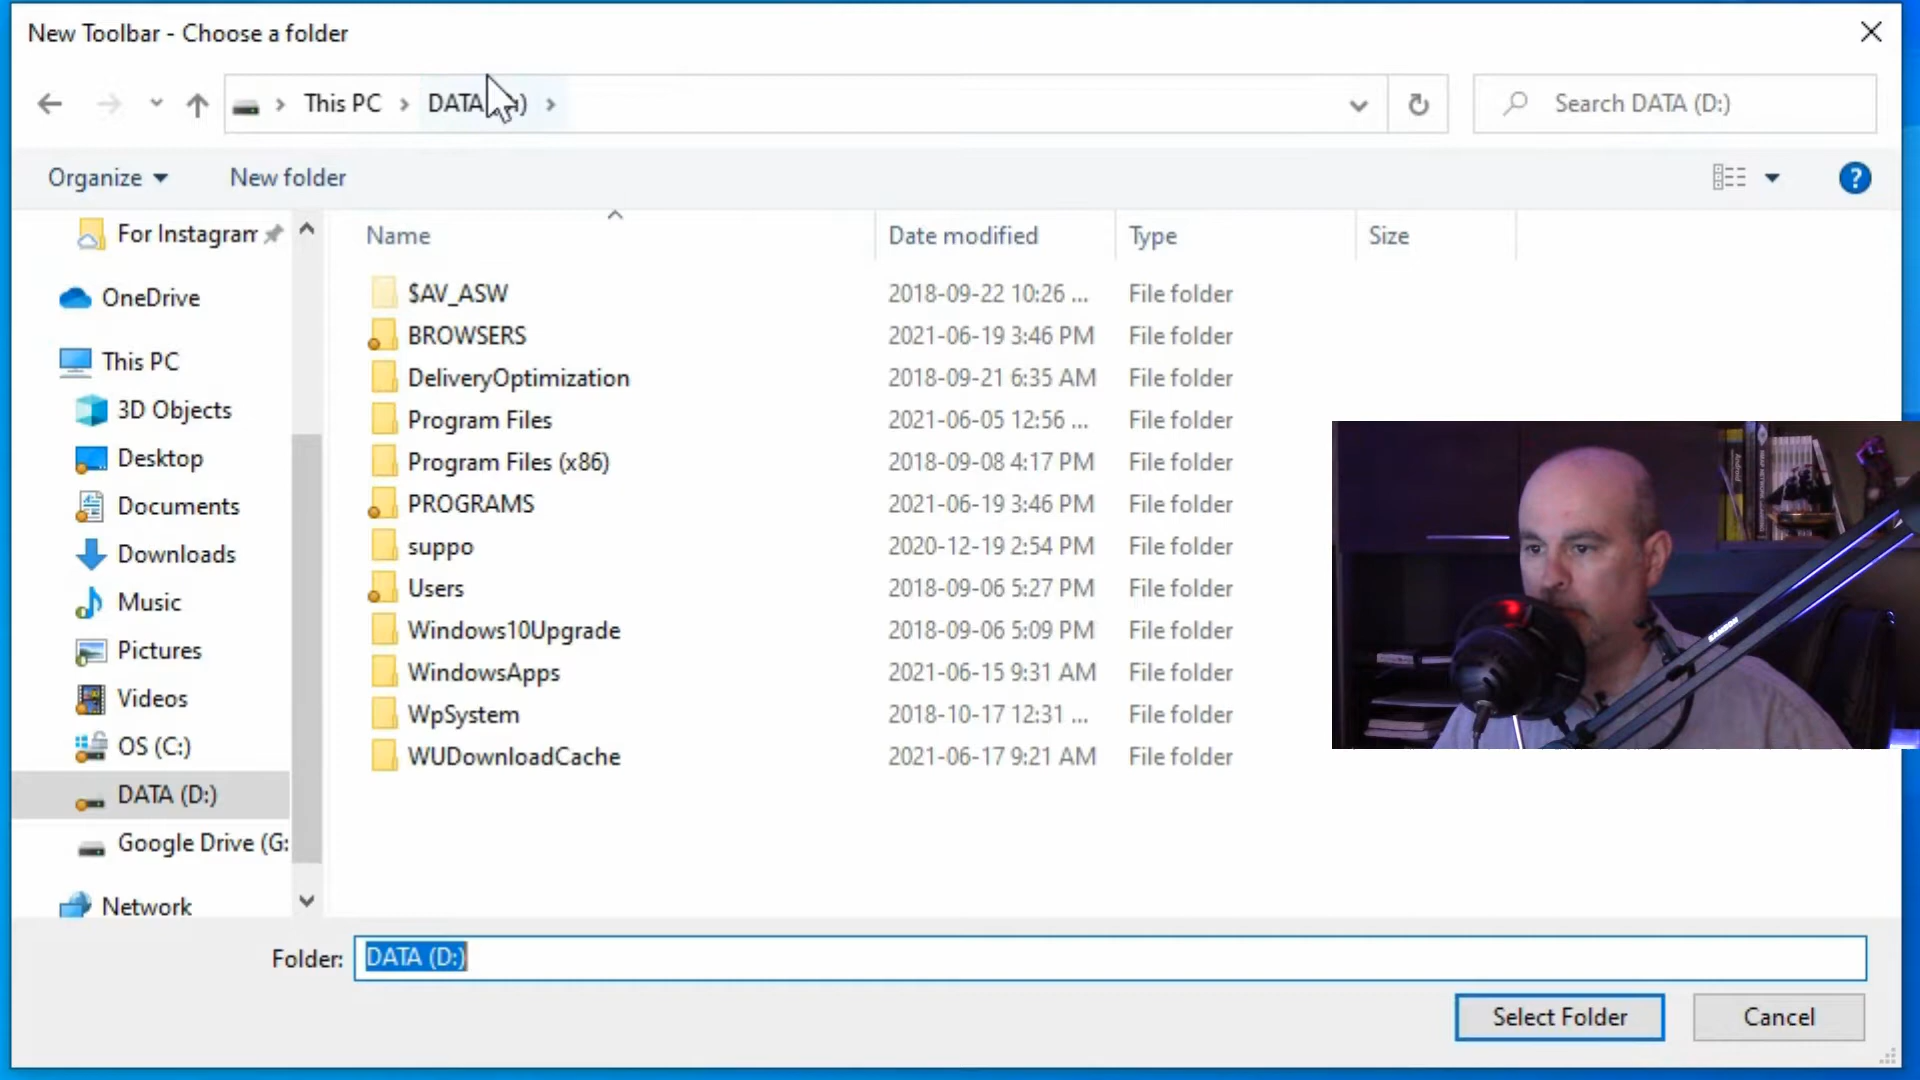 New Toolbar - Choose a folder
This PC
DATA
Search DATA (D:)
Organize
New folder
?
For Instagram
OneDrive
This PC
3D Objects
Desktop
Documents
Downloads
Music
Pictures
Videos
OS (C:)
DATA (D:)
Google Drive (G:
Network
Name Date modified Type Size
$AV_ASW 2018-09-22 10:26 ... File folder
BROWSERS 2021-06-19 3:46 PM File folder
DeliveryOptimization 2018-09-21 6:35 AM File folder
Program Files 2021-06-05 12:56 ... File folder
Program Files (x86) 2018-09-08 4:17 PM File folder
PROGRAMS 2021-06-19 3:46 PM File folder
suppo 2020-12-19 2:54 PM File folder
Users 2018-09-06 5:27 PM File folder
Windows10Upgrade 2018-09-06 5:09 PM File folder
WindowsApps 2021-06-15 9:31 AM File folder
WpSystem 2018-10-17 12:31 ... File folder
WUDownloadCache 2021-06-17 9:21 AM File folder
SAMSON
Folder: DATA (D:)
Select Folder
Cancel